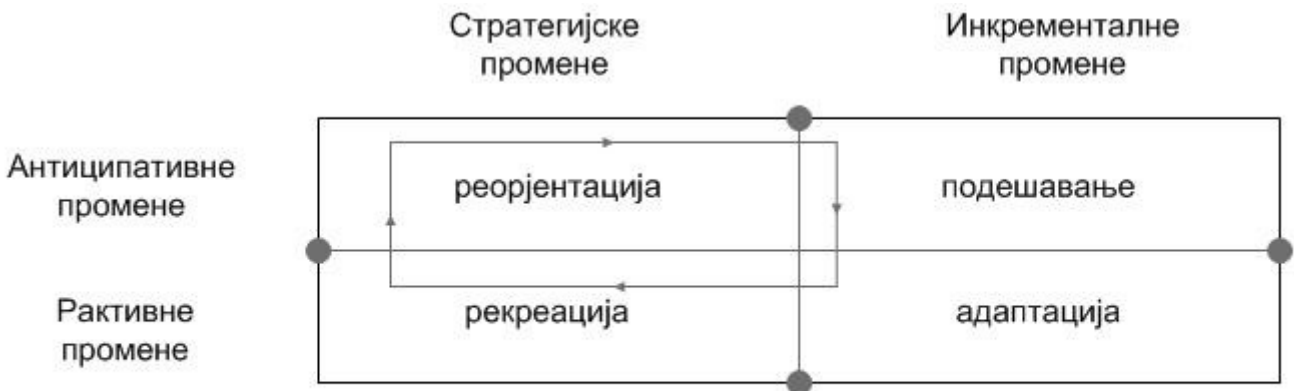 Стратегијске
промене
Инкременталне
промене
Антиципативне
промене
реорјентација
подешавање
Рактивне
промене
рекреација
адаптација